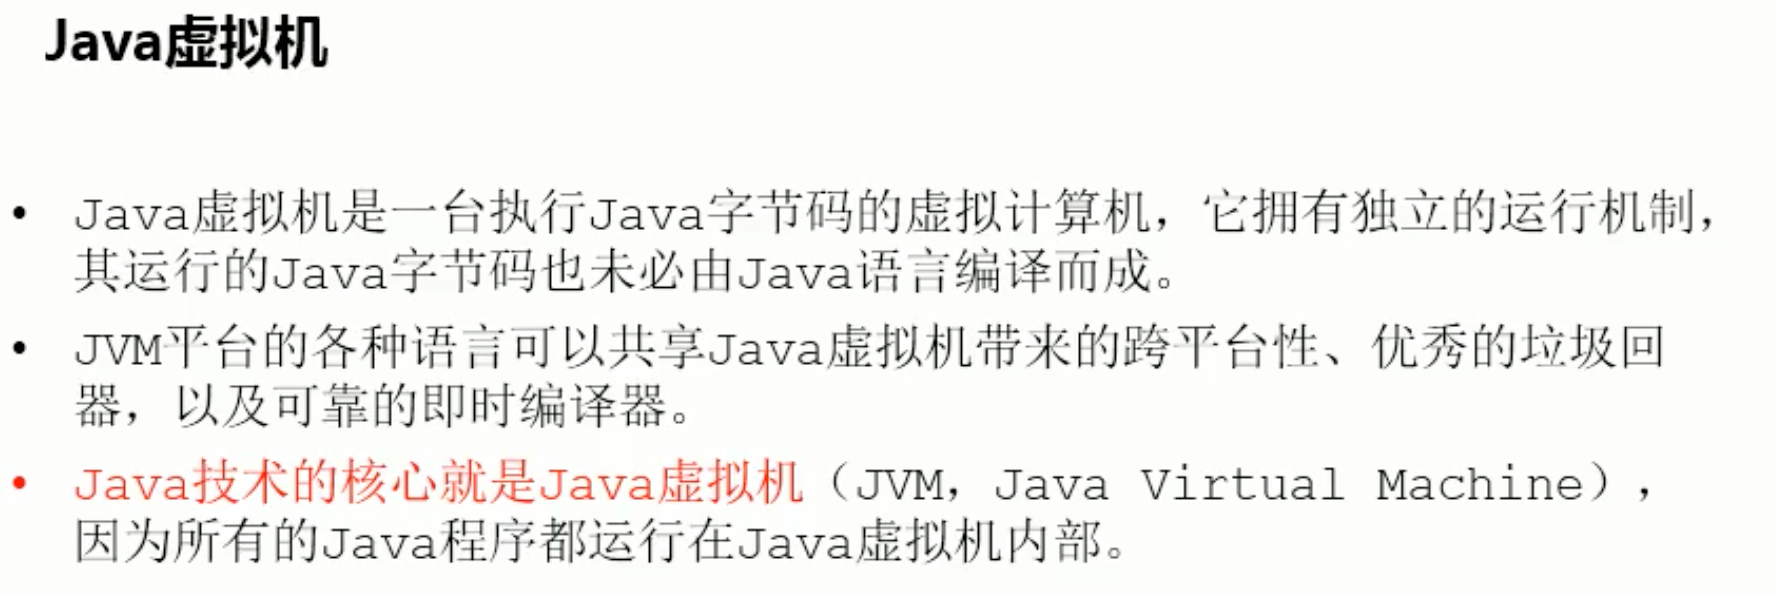 Java虚拟机
• Java虚拟机是一台执行Java字节码的虚拟计算机，它拥有独立的运行机制，
其运行的Java字节码也未必由Java语言编译而成。
• JVM平台的各种语言可以共享Java虚拟机带来的跨平台性、优秀的垃圾回
器，以及可靠的即时编译器。
• Java技术的核心就是Java虚拟机（JVM，Java Virtual Machine），
因为所有的Java程序都运行在Java虚拟机内部。